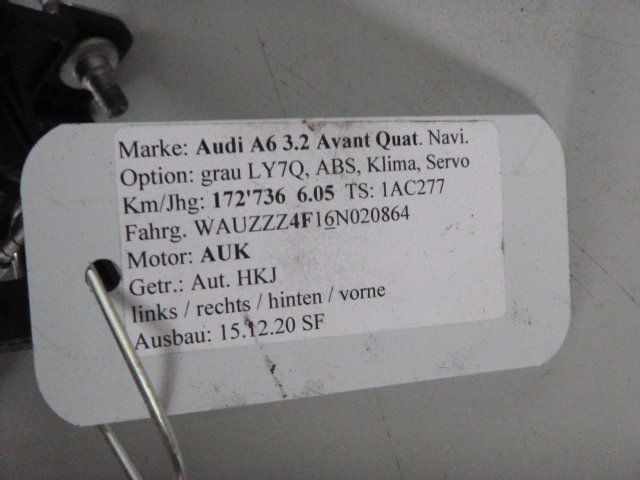 Marke: Audi A6 3.2 Avant Quat. Navi.
Option: grau LY7Q, ABS, Klima, Servo
Km/Jhg: 172'736 6.05 TS: 1AC277
Fahrg. WAUZZZ4F16N020864
Motor: AUK
Getr.: Aut. HKJ
links / rechts / hinten / vorne
Ausbau: 15.12.20 SF